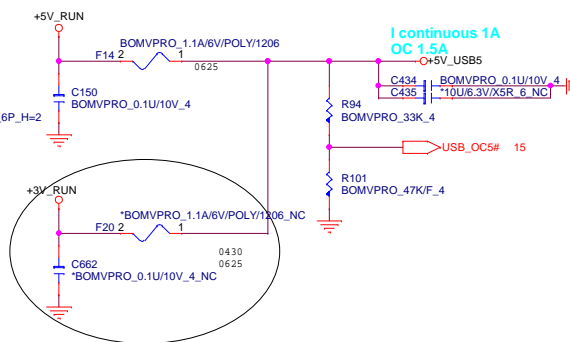 +5V_RUN
I continuous 1A
OC 1.5A
BOMVPRO_1.1A/6V/POLY/1206
F14 2 1
0625
+5V_USB5
C434 BOMVPRO_0.1U/10V_4
C435 *10U/6.3V/X5R_6_NC
C150
BOMVPRO_0.1U/10V_4
_6P_H=2
R94
BOMVPRO_33K_4
USB_OC5# 15
R101
BOMVPRO_47K/F_4
+3V_RUN
*BOMVPRO_1.1A/6V/POLY/1206_NC
F20 2 1
0430
0625
C662
*BOMVPRO_0.1U/10V_4_NC